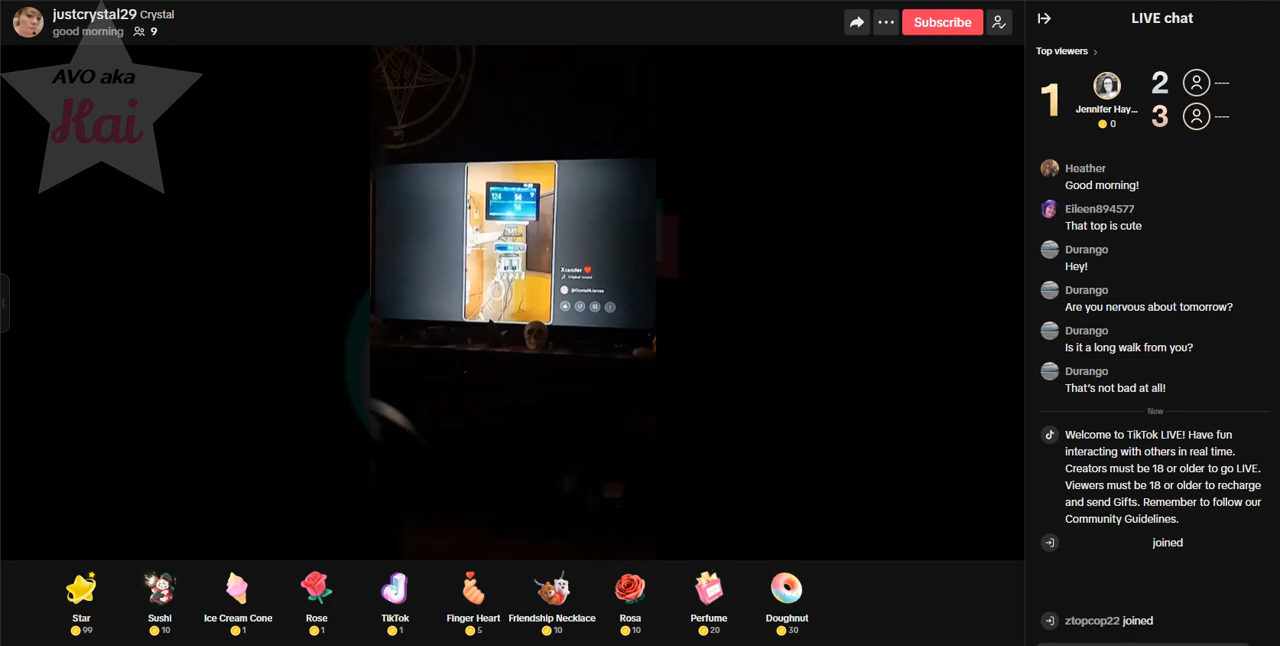 justcrystal29 Crystal
good morning 9
Subscribe
AVO aka
Kai
124
94
Xzander
Original Sound
@CrystalNJames
Star
99
Sushi
10
Ice Cream Cone
1
Rose
1
TikTok
1
Finger Heart
5
Friendship Necklace
10
Rosa
10
Perfume
20
Doughnut
30
LIVE chat
Top viewers
1
Jennifer Hay...
0
2 ----
3 ----
Heather
Good morning!
Eileen894577
That top is cute
Durango
Hey!
Durango
Are you nervous about tomorrow?
Durango
Is it a long walk from you?
Durango
That's not bad at all!
Now
Welcome to TikTok LIVE! Have fun
interacting with others in real time.
Creators must be 18 or older to go LIVE.
Viewers must be 18 or older to recharge
and send Gifts. Remember to follow our
Community Guidelines.
joined
ztopcop22 joined